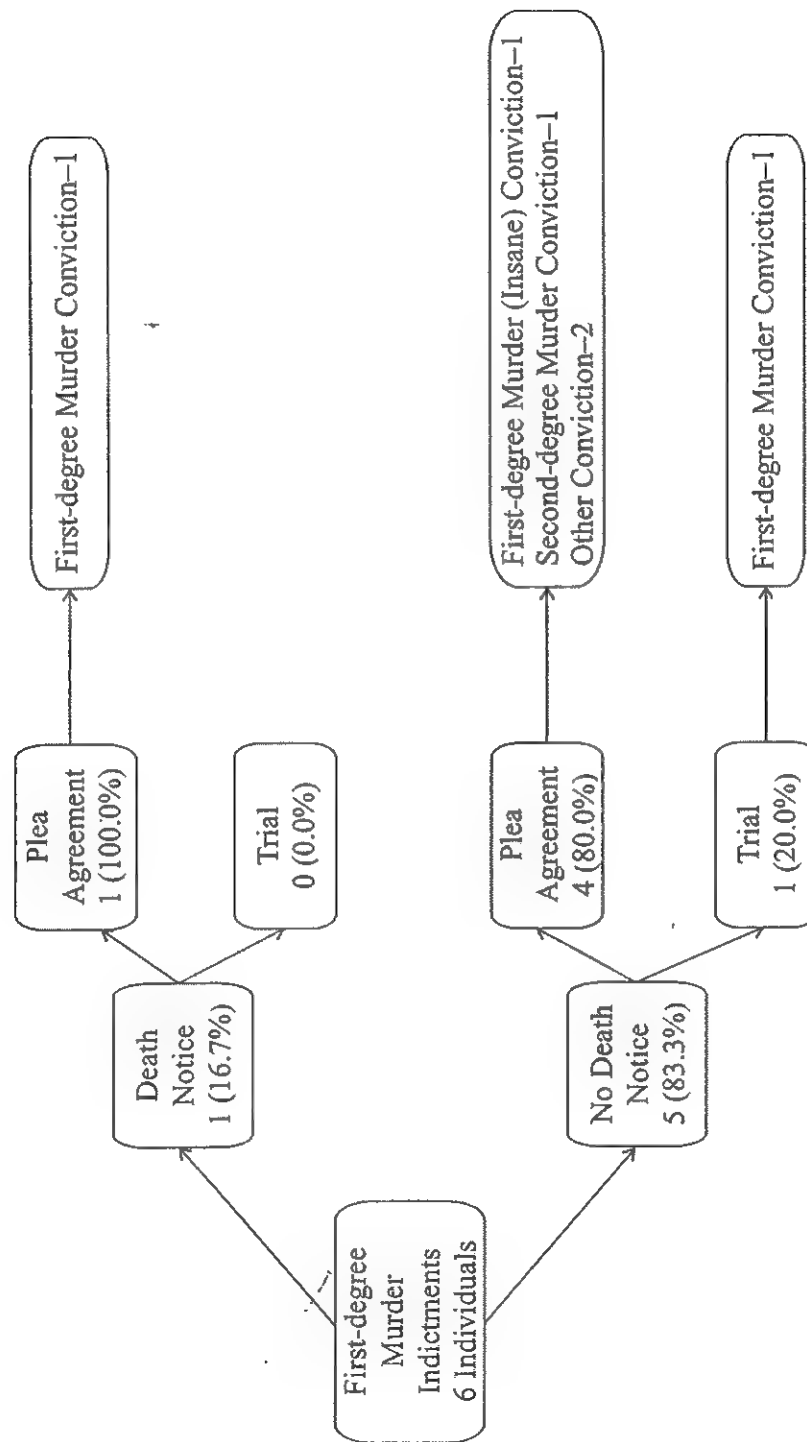 First-degree
Murder
Indictments
6 Individuals
Death
Notice
1 (16.7%)
Plea
Agreement
1 (100.0%)
First-degree Murder Conviction–1
Trial
0 (0.0%)
No Death
Notice
5 (83.3%)
Plea
Agreement
4 (80.0%)
First-degree Murder (Insane) Conviction–1
Second-degree Murder Conviction–1
Other Conviction–2
Trial
1 (20.0%)
First-degree Murder Conviction–1